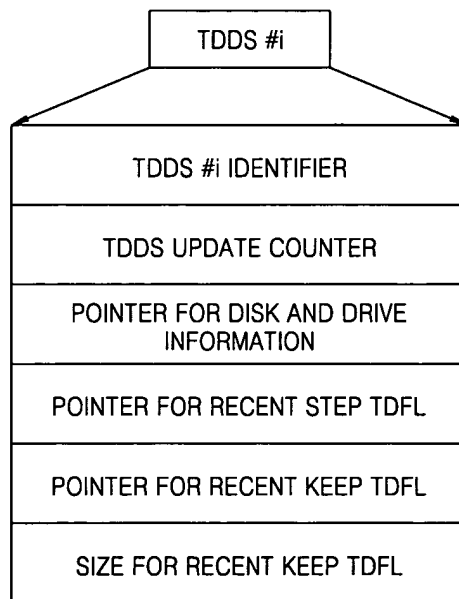 TDDS #i
TDDS #i IDENTIFIER
TDDS UPDATE COUNTER
POINTER FOR DISK AND DRIVE
INFORMATION
POINTER FOR RECENT STEP TDFL
POINTER FOR RECENT KEEP TDFL
SIZE FOR RECENT KEEP TDFL